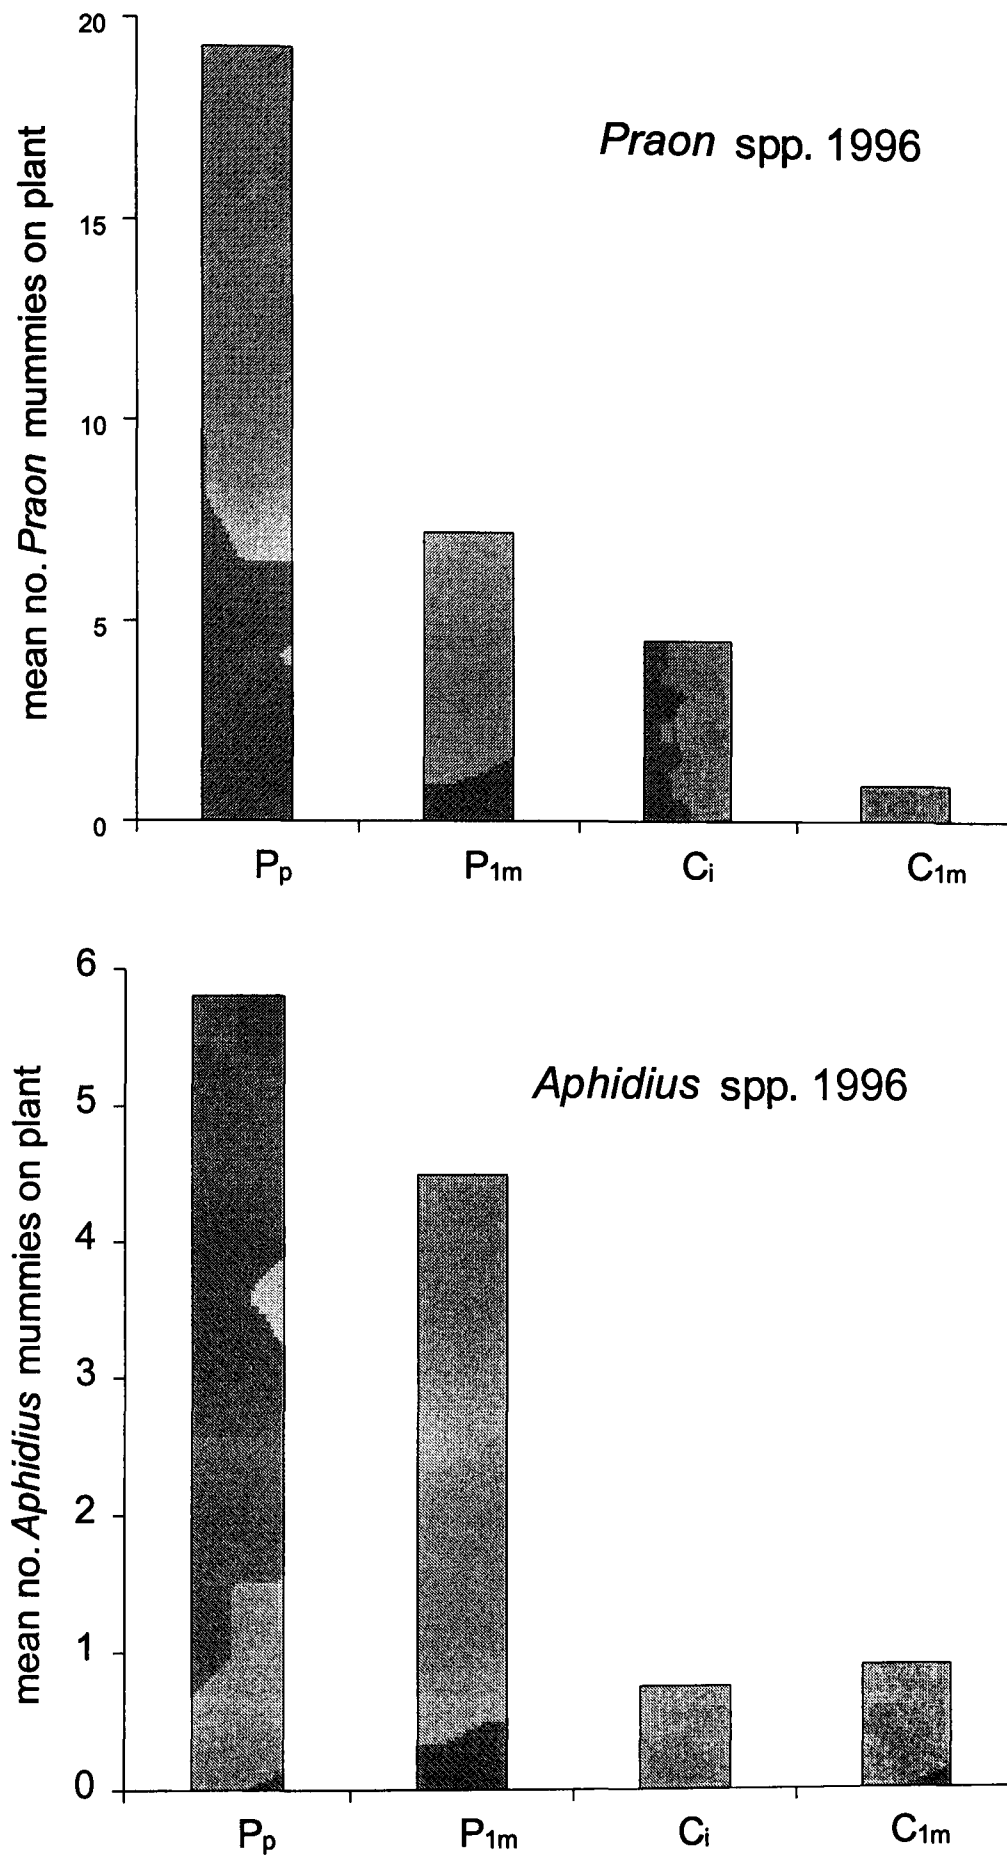 20
Praon spp. 1996
15
10
5
0
mean no. Praon mummies on plant
Pp P1m Ci C1m
6
Aphidius spp. 1996
5
4
3
2
1
0
mean no. Aphidius mummies on plant
Pp P1m Ci C1m